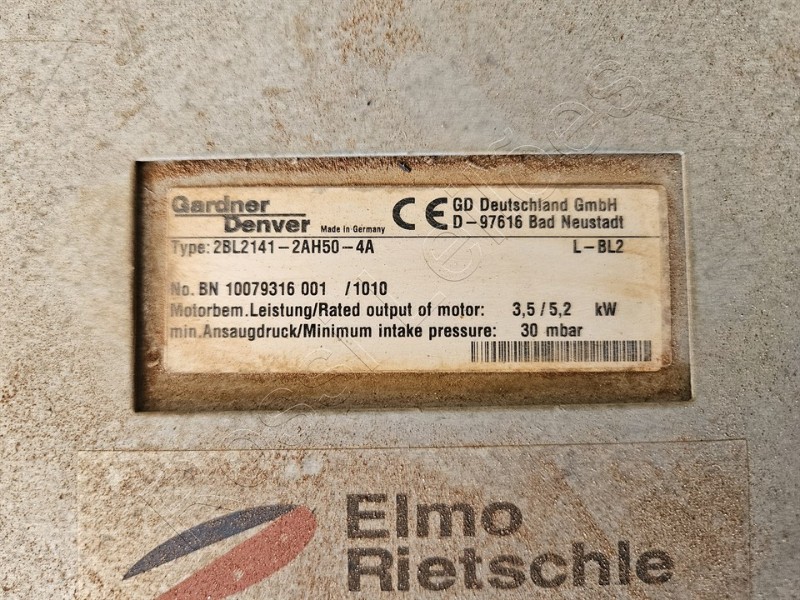 Gardner
Denver
Made in Germany
CE
GD Deutschland GmbH
D-97616 Bad Neustadt
Type: 2BL2141-2AH50-4A
L-BL2
No. BN 10079316 001 /1010
Motorbem.Leistung/Rated output of motor: 3,5/5,2 kW
min.Ansaugdruck/Minimum intake pressure: 30 mbar
Elmo
Rietschle